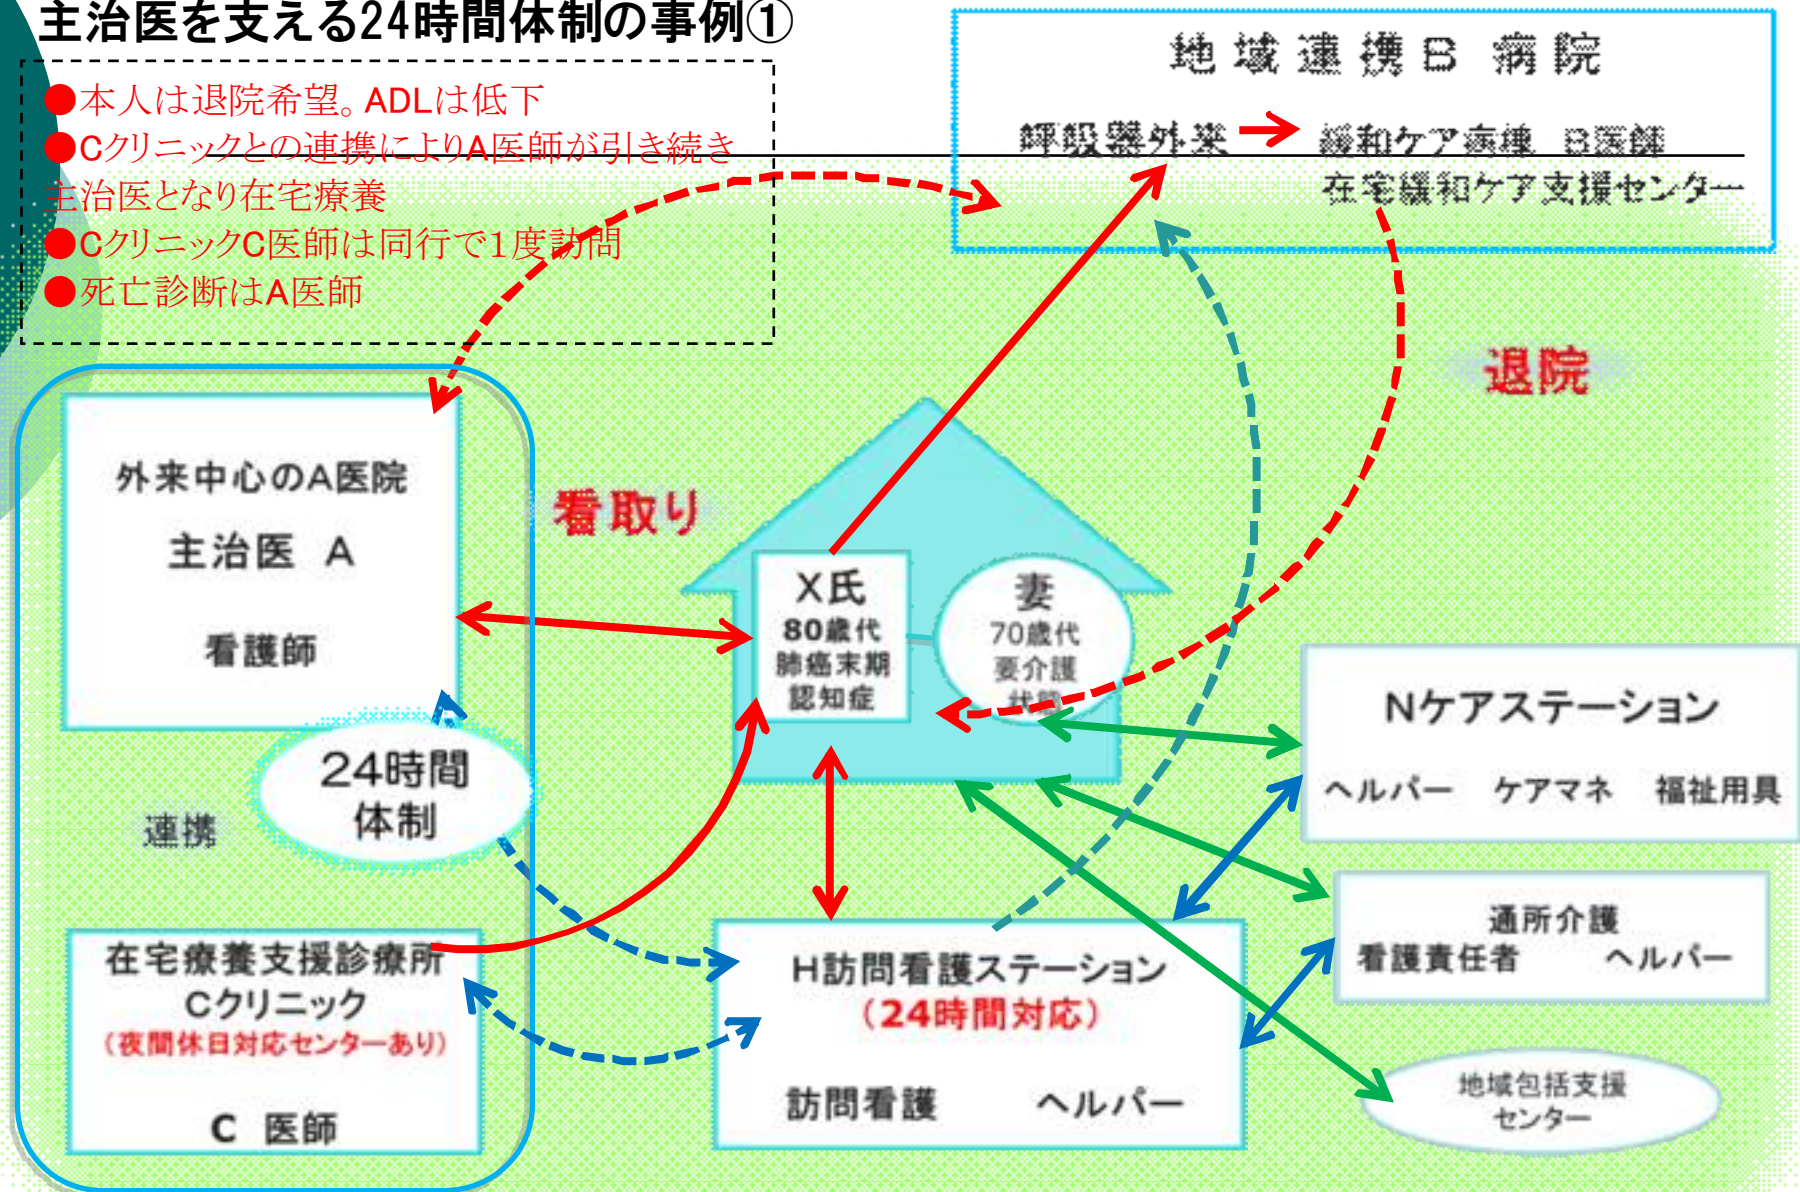 主治医を支える24時間体制の事例①
●本人は退院希望。ADLは低下
●Cクリニックとの連携によりA医師が引き続き
主治医となり在宅療養
●CクリニックC医師は同行で1度訪問
●死亡診断はA医師
地域連携B 病院
呼吸器外来
緩和ケア病棟 B医師
在宅緩和ケア支援センター
退院
外来中心のA医院
主治医 A
看護師
看取り
X氏
80歳代
肺癌末期
認知症
妻
70歳代
要介護
状態
Nケアステーション
ヘルパー ケアマネ 福祉用具
24時間
体制
連携
通所介護
看護責任者 ヘルパー
在宅療養支援診療所
Cクリニック
(夜間休日対応センターあり)
C 医師
H訪問看護ステーション
(24時間対応)
訪問看護 ヘルパー
地域包括支援
センター